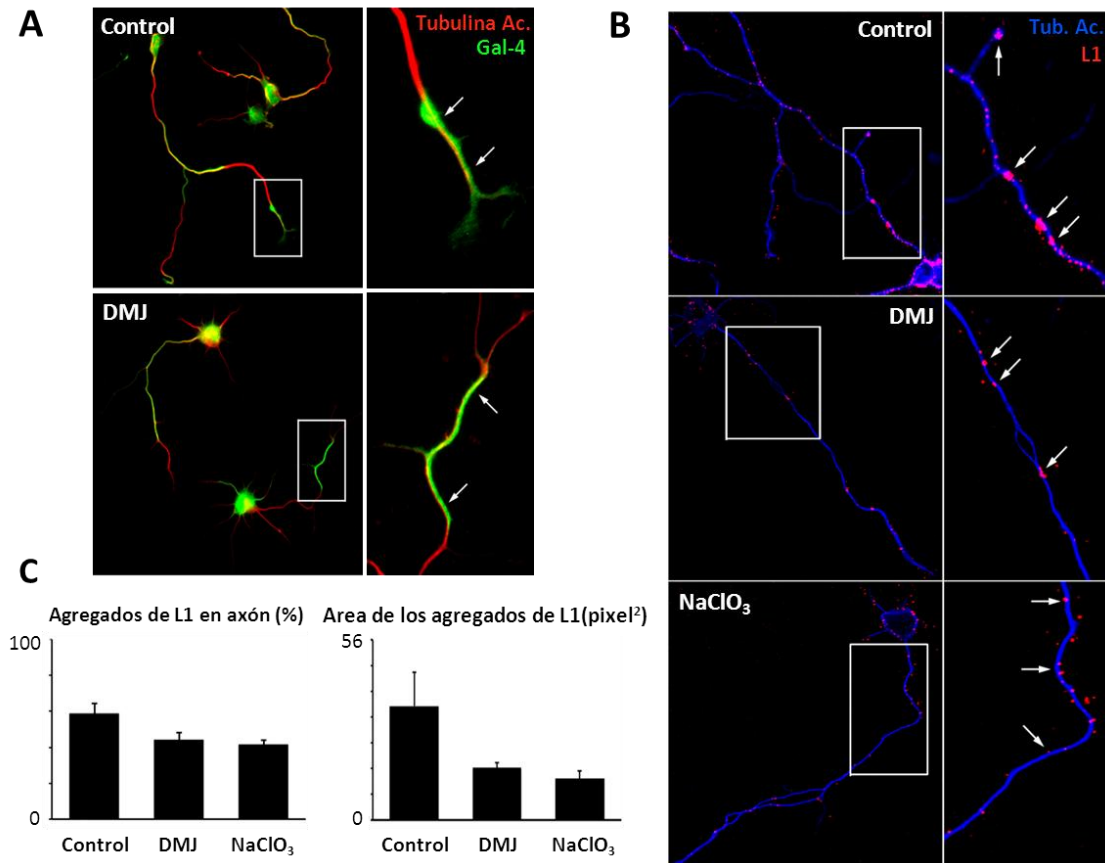 A
Control
Tubulina Ac.
Gal-4
DMJ
B
Control
Tub. Ac.
L1
DMJ
NaClO₃
C
Agregados de L1 en axón (%)
100
0
Control DMJ NaClO₃
Area de los agregados de L1(pixel²)
56
0
Control DMJ NaClO₃